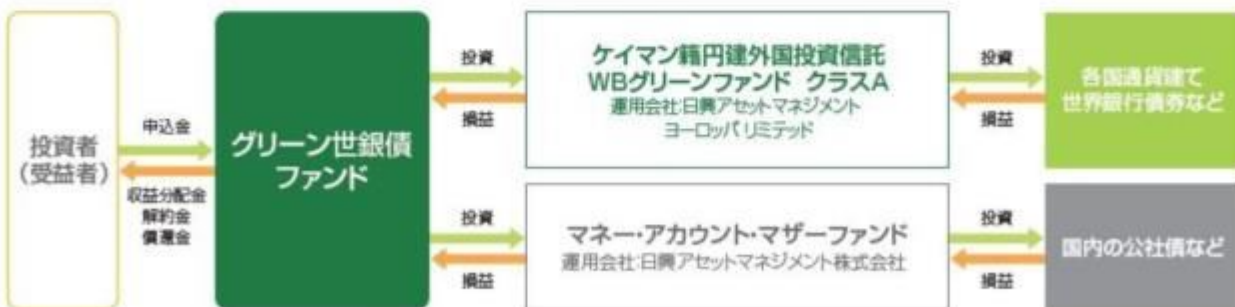 投資者
(受益者)
申込金
収益分配金
解約金
償還金
グリーン世銀債
ファンド
投資
損益
ケイマン籍円建外国投資信託
WBグリーンファンド クラスA
運用会社:日興アセットマネジメント
ヨーロッパ リミテッド
投資
損益
各国通貨建て
世界銀行債券など
投資
損益
マネー・アカウント・マザーファンド
運用会社:日興アセットマネジメント株式会社
投資
損益
国内の公社債など